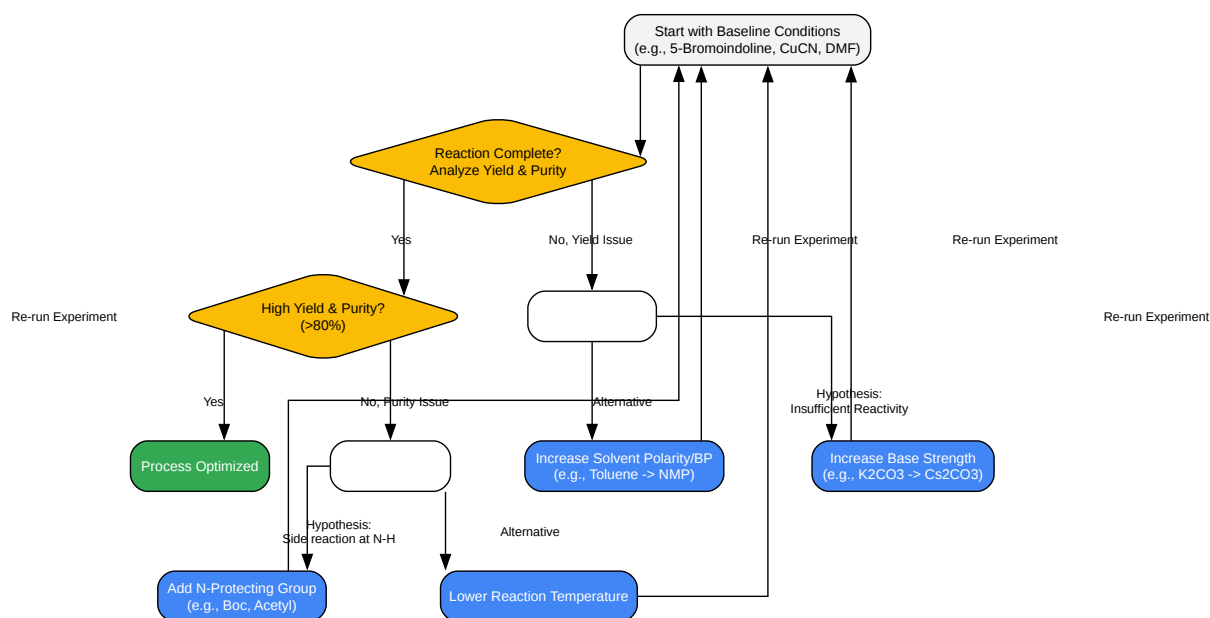 Start with Baseline Conditions
(e.g., 5-Bromoindoline, CuCN, DMF)
Reaction Complete?
Analyze Yield & Purity
Yes
No, Yield Issue
Re-run Experiment
Re-run Experiment
Re-run Experiment
High Yield & Purity?
(>80%)
Re-run Experiment
Yes
No, Purity Issue
Alternative
Hypothesis:
Insufficient Reactivity
Process Optimized
Increase Solvent Polarity/BP
(e.g., Toluene -> NMP)
Increase Base Strength
(e.g., K2CO3 -> Cs2CO3)
Hypothesis:
Side reaction at N-H
Alternative
Add N-Protecting Group
(e.g., Boc, Acetyl)
Lower Reaction Temperature